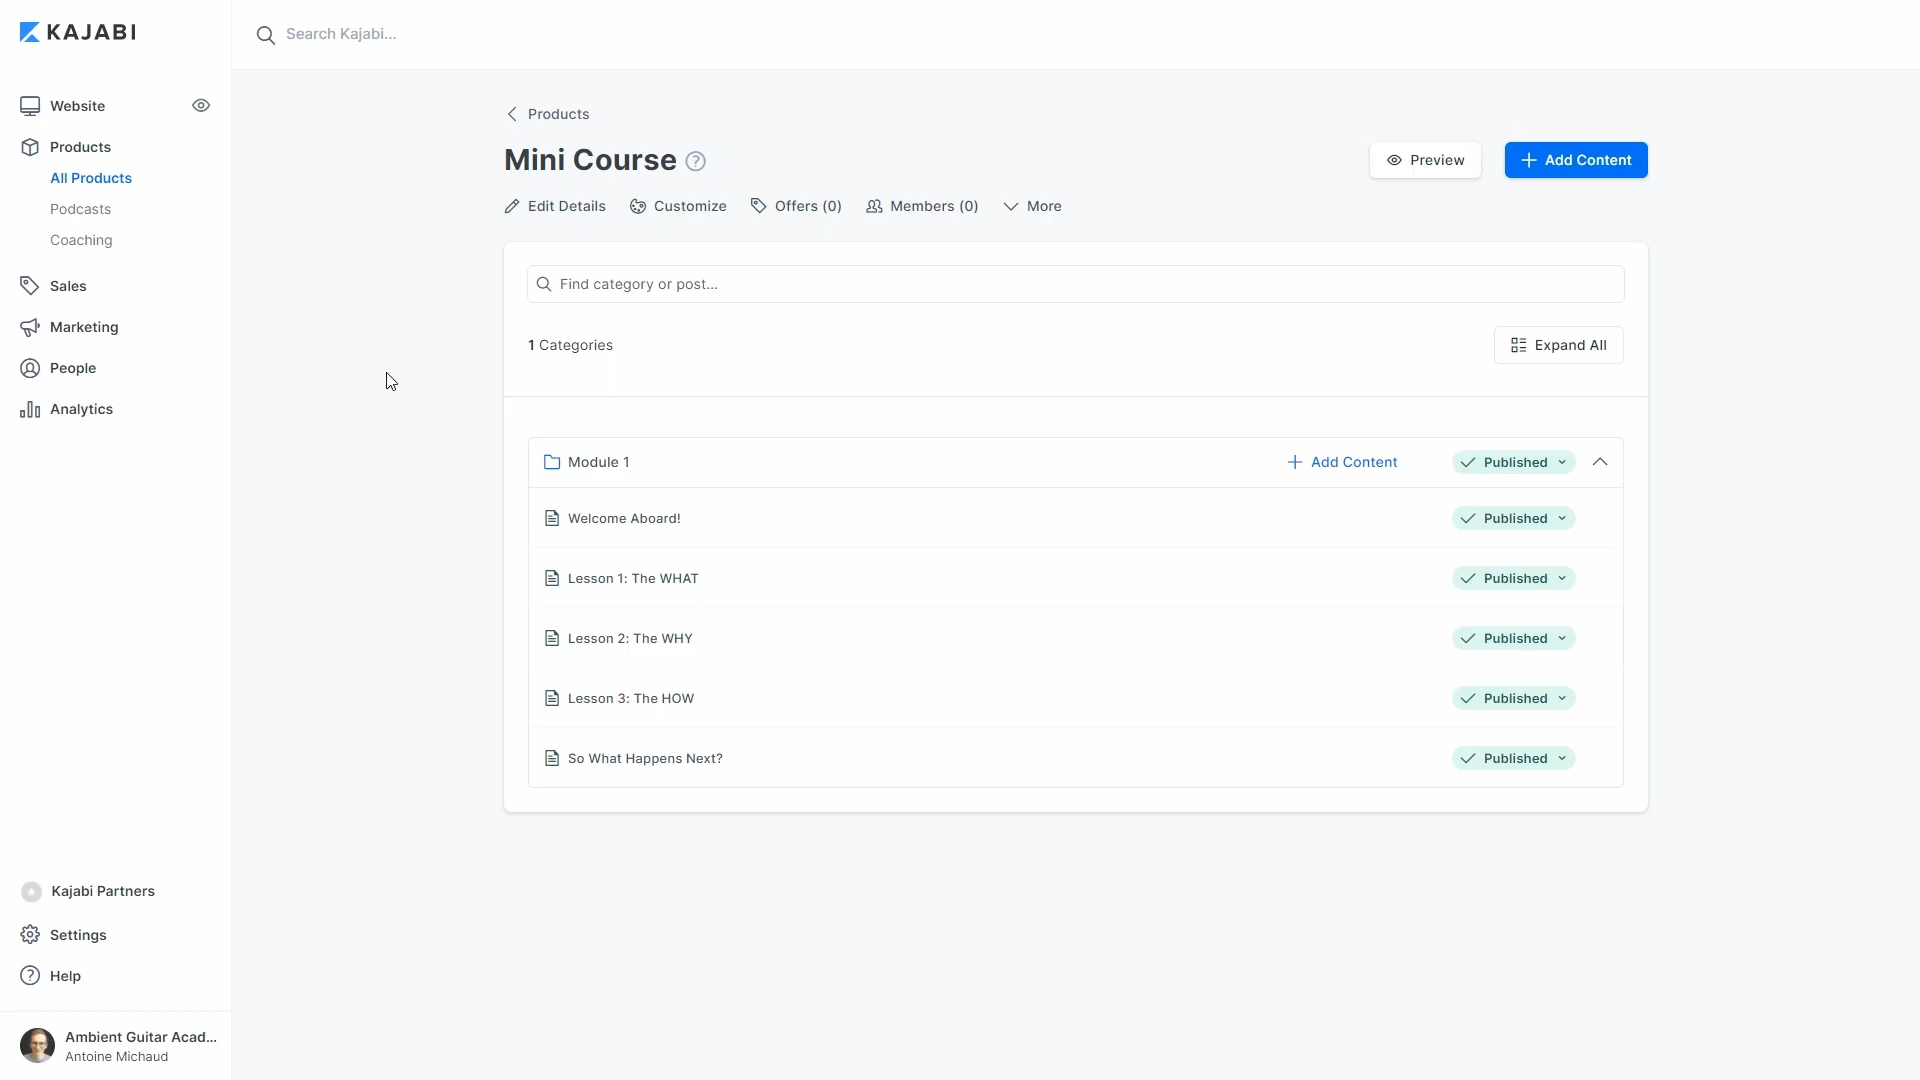 KAJABI
Search Kajabi...
Website
Products
All Products
Podcasts
Coaching
Sales
Marketing
People
Analytics
Kajabi Partners
Settings
Help
Ambient Guitar Acad...
Antoine Michaud
Products
Mini Course
Preview
Add Content
Edit Details
Customize
Offers (0)
Members (0)
More
Find category or post...
1 Categories
Expand All
Module 1
Add Content
Published
Welcome Aboard!
Published
Lesson 1: The WHAT
Published
Lesson 2: The WHY
Published
Lesson 3: The HOW
Published
So What Happens Next?
Published